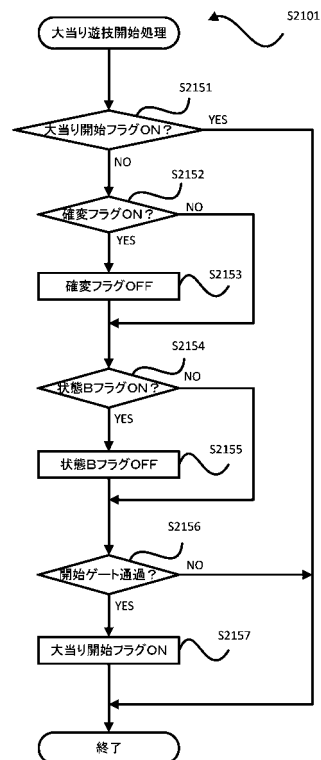 大当り遊技開始処理
S2101
S2151
大当り開始フラグON？
YES
NO
S2152
確変フラグON？
NO
YES
S2153
確変フラグOFF
S2154
状態BフラグON？
NO
YES
S2155
状態BフラグOFF
S2156
開始ゲート通過？
NO
YES
S2157
大当り開始フラグON
終了